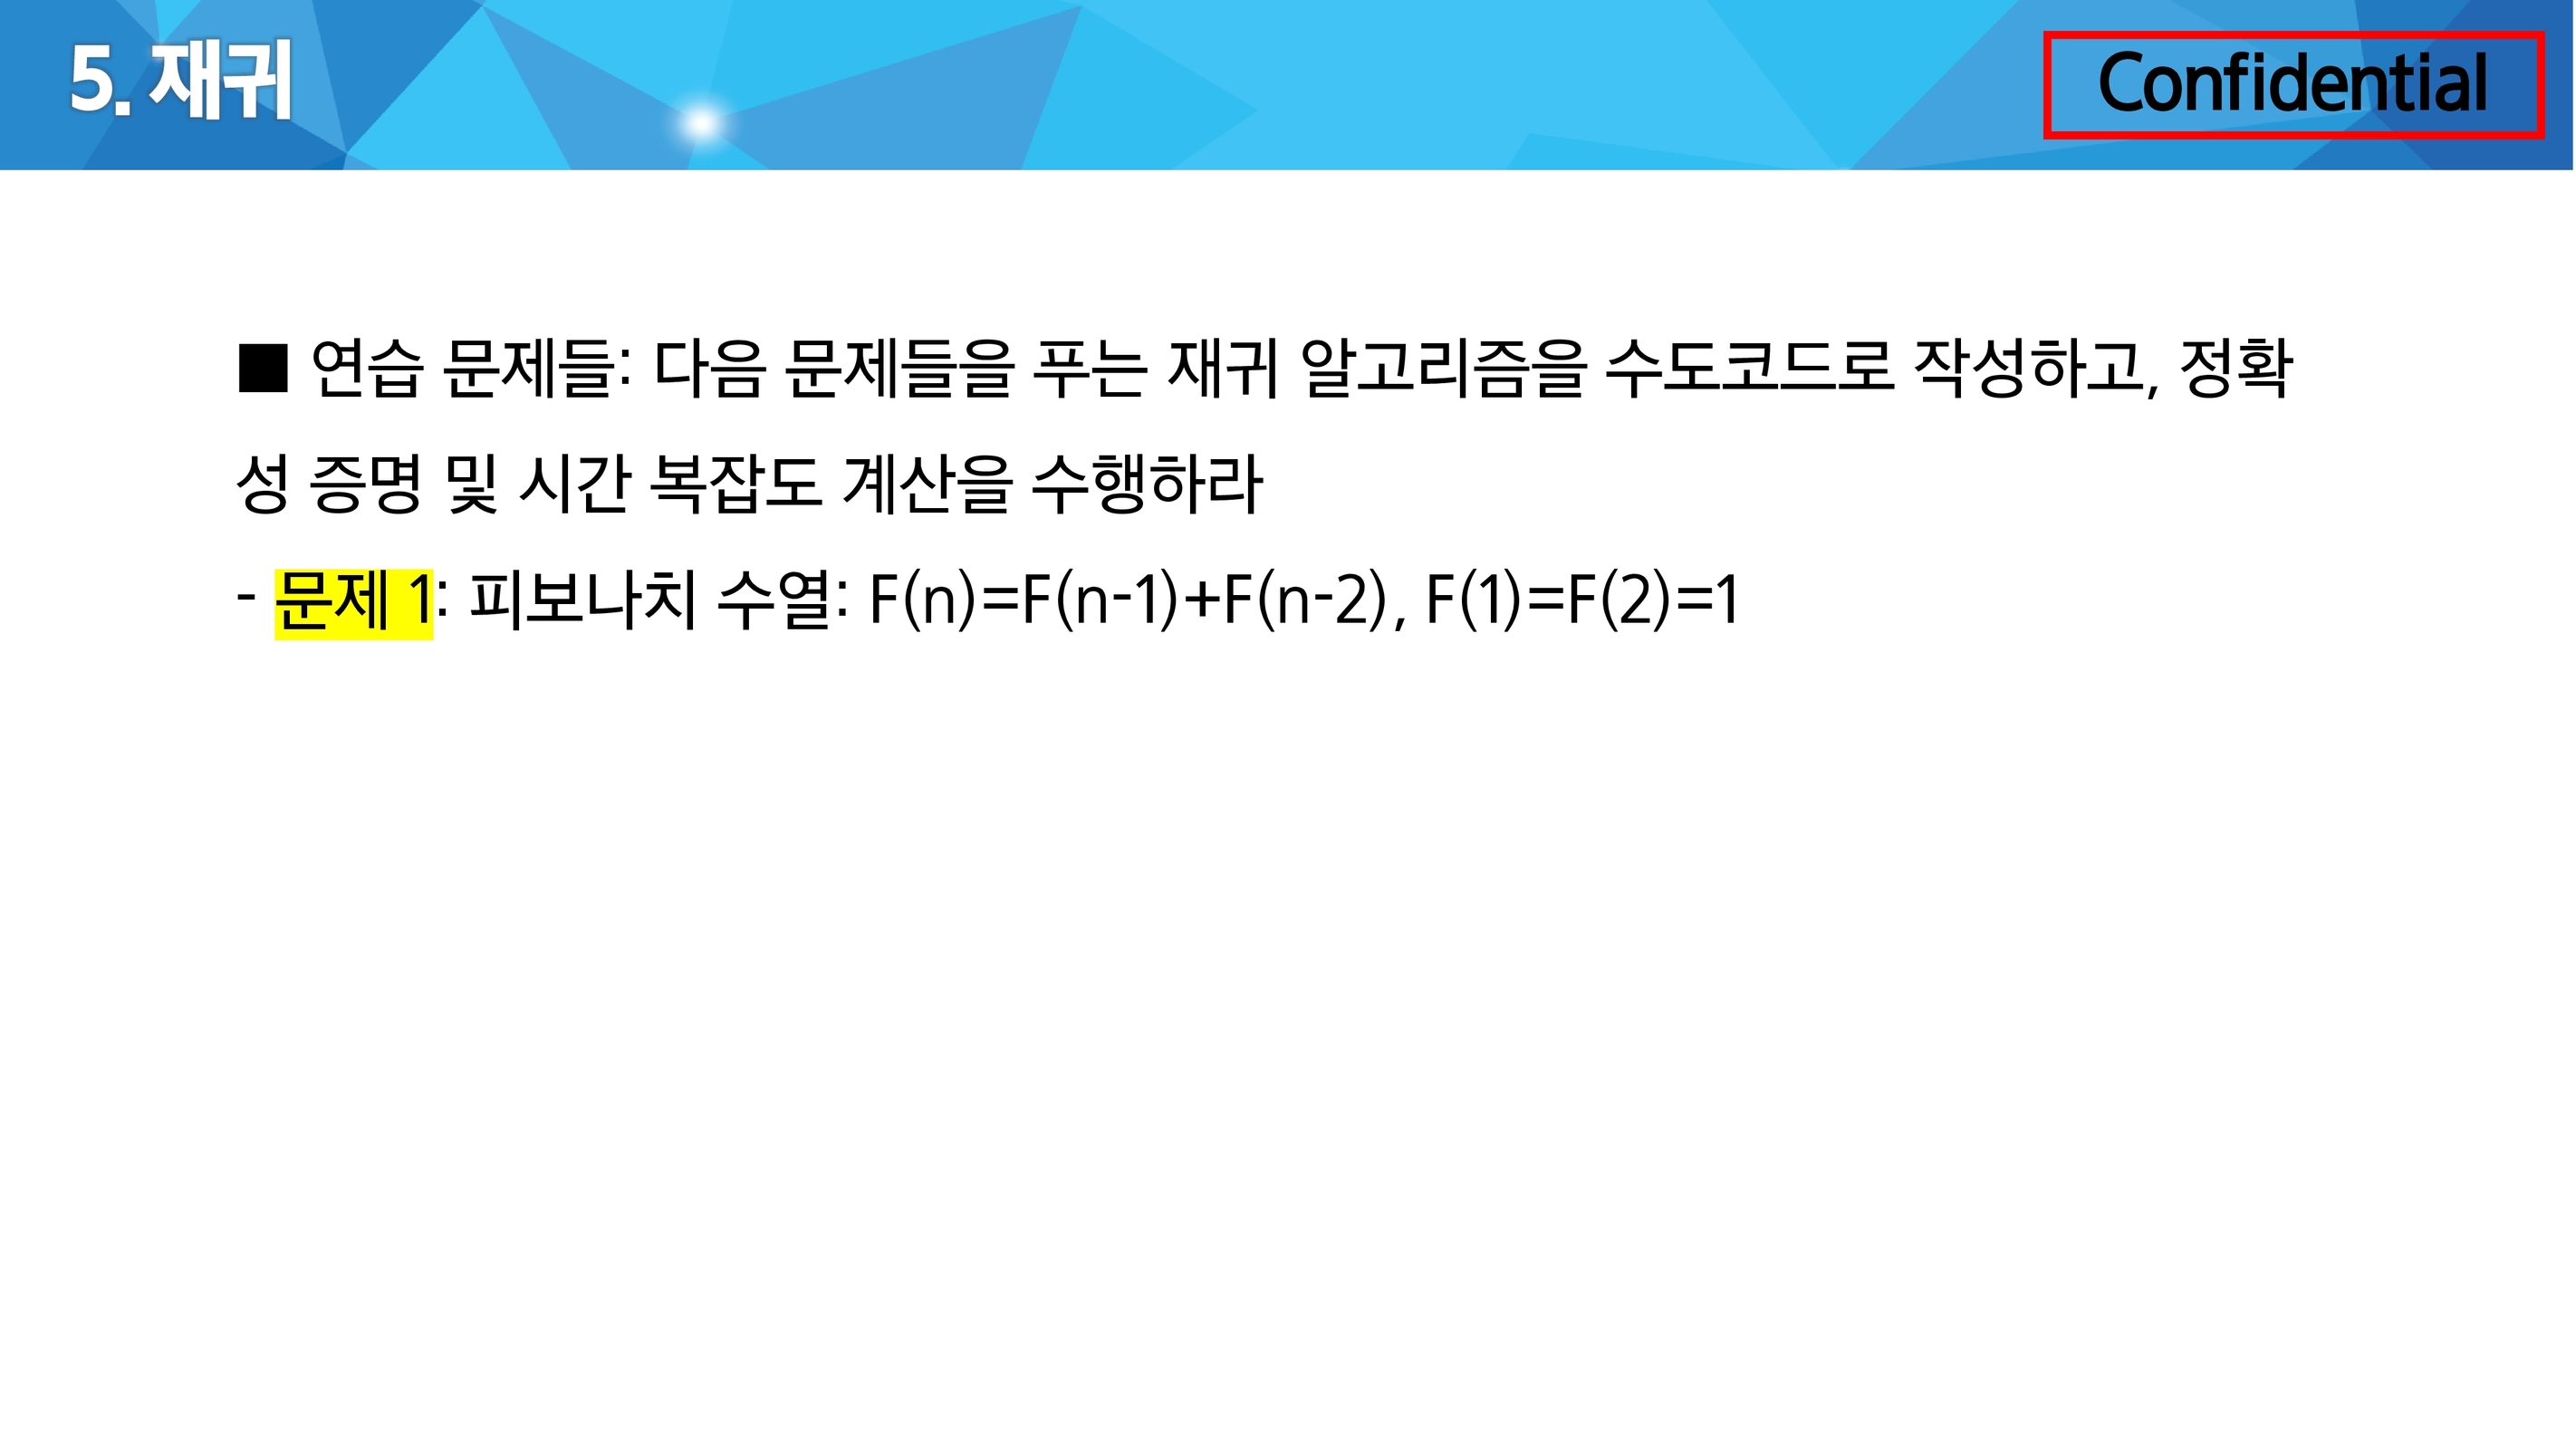 5. 재귀
Confidential
■ 연습 문제들: 다음 문제들을 푸는 재귀 알고리즘을 수도코드로 작성하고, 정확
성 증명 및 시간 복잡도 계산을 수행하라
- 문제 1: 피보나치 수열: F(n)=F(n-1)+F(n-2), F(1)=F(2)=1